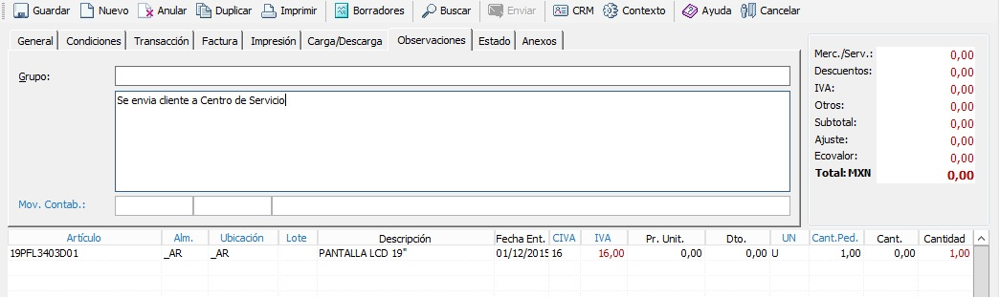 Guardar Nuevo Anular Duplicar Imprimir Borradores Buscar Enviar CRM Contexto Ayuda Cancelar
General Condiciones Transacción Factura Impresión Carga/Descarga Observaciones Estado Anexos
Grupo:
Se envia cliente a Centro de Servicio
Mov. Contab.:
Merc./Serv.: 0,00
Descuentos: 0,00
IVA: 0,00
Otros: 0,00
Subtotal: 0,00
Ajuste: 0,00
Ecovalor: 0,00
Total: MXN 0,00
Artículo Alm. Ubicación Lote Descripción Fecha Ent. CIVA IVA Pr. Unit. Dto. UN Cant.Ped. Cant. Cantidad
19PFL3403D01 _AR _AR PANTALLA LCD 19" 01/12/2015 16 16,00 0,00 0,00 U 1,00 0,00 1,00